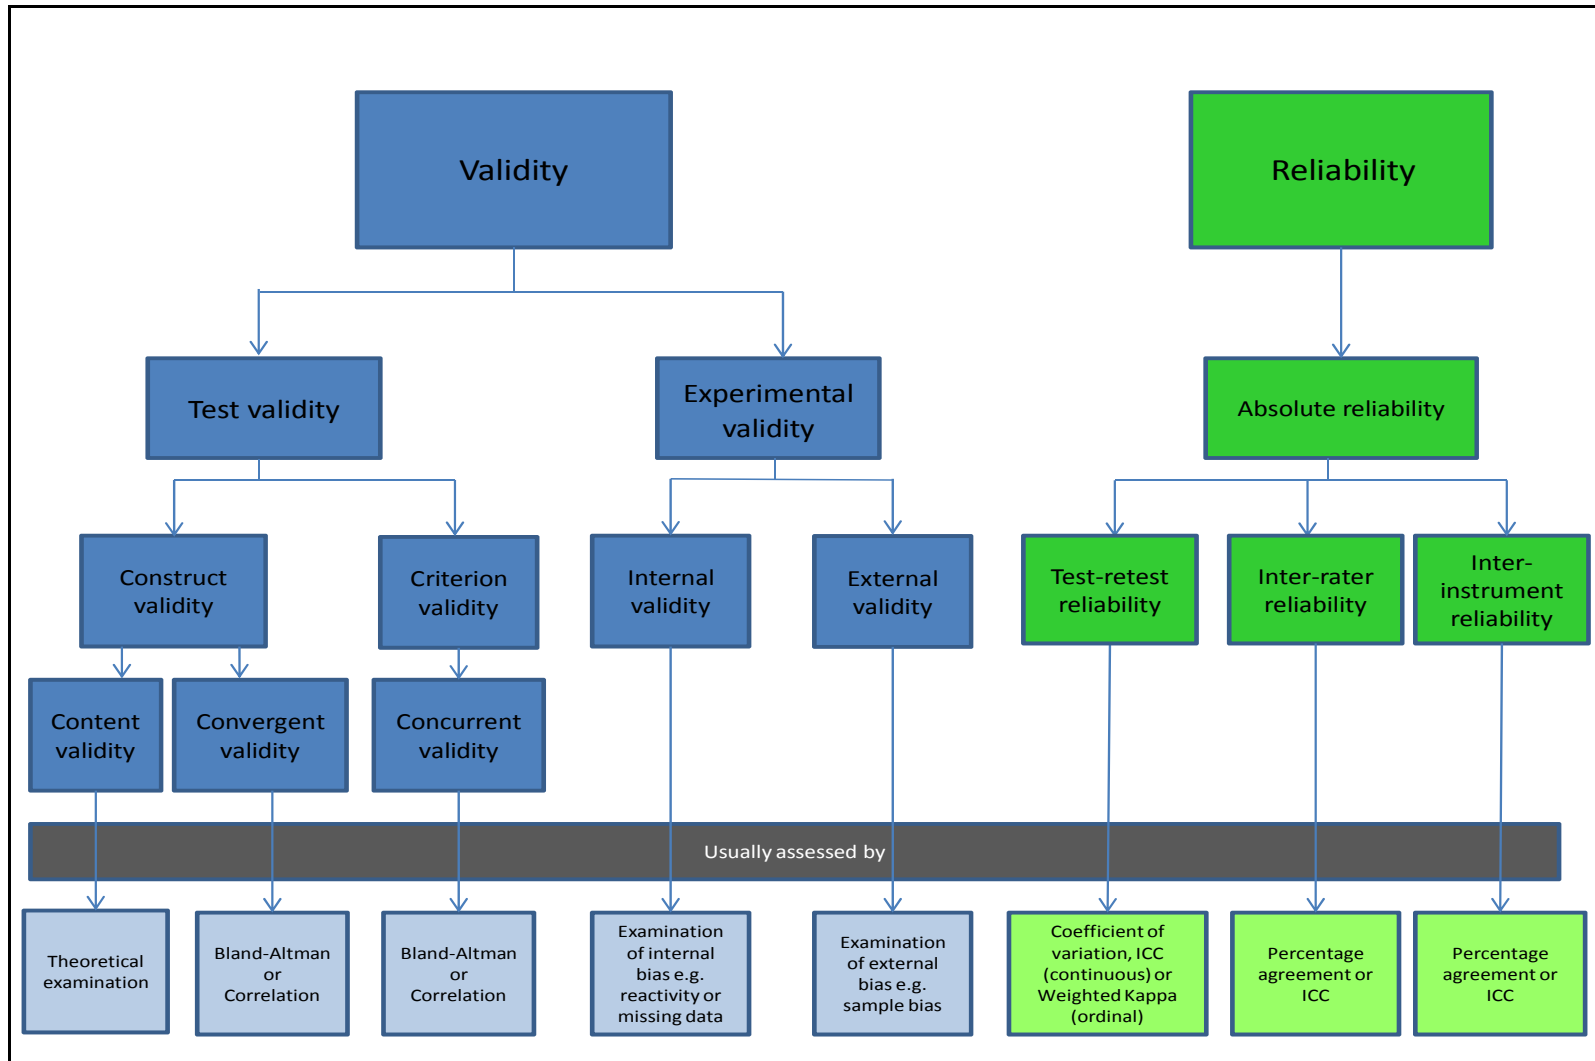 Validity
Reliability
Test validity
Experimental
validity
Absolute reliability
Construct
validity
Criterion
validity
Internal
validity
External
validity
Test-retest
reliability
Inter-rater
reliability
Inter-
instrument
reliability
Content
validity
Convergent
validity
Concurrent
validity
Usually assessed by
Theoretical
examination
Bland-Altman
or
Correlation
Bland-Altman
or
Correlation
Examination
of internal
bias e.g.
reactivity or
missing data
Examination
of external
bias e.g.
sample bias
Coefficient of
variation, ICC
(continuous) or
Weighted Kappa
(ordinal)
Percentage
agreement or
ICC
Percentage
agreement or
ICC